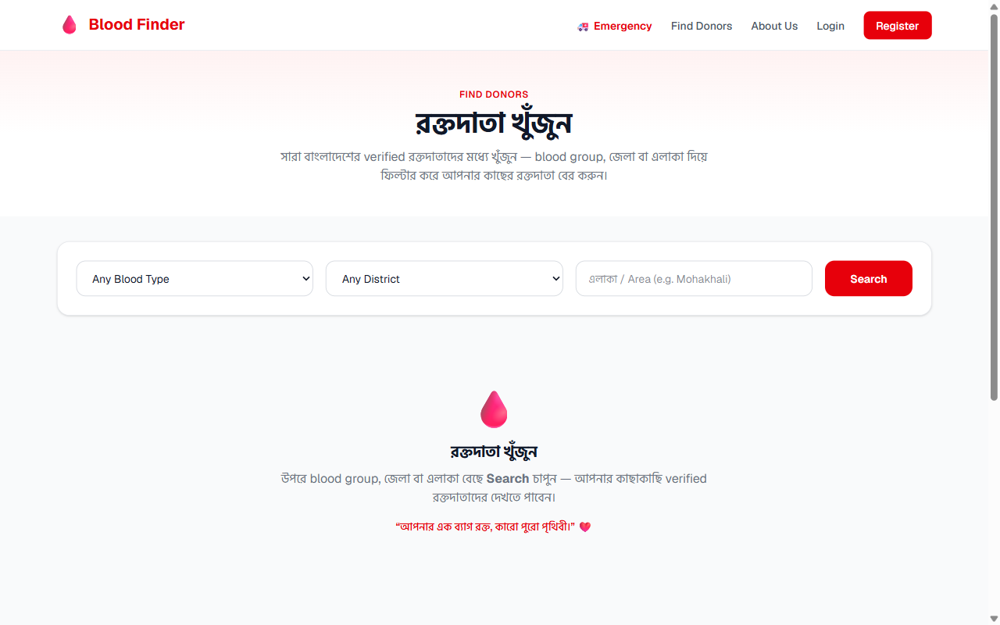 Blood Finder
Emergency
Find Donors
About Us
Login
Register
FIND DONORS
রক্তদাতা খুঁজুন
সারা বাংলাদেশের verified রক্তদাতাদের মধ্যে খুঁজুন — blood group, জেলা বা এলাকা দিয়ে
ফিল্টার করে আপনার কাছের রক্তদাতা বের করুন।
Any Blood Type
Any District
এলাকা / Area (e.g. Mohakhali)
Search
রক্তদাতা খুঁজুন
উপরে blood group, জেলা বা এলাকা বেছে Search চাপুন — আপনার কাছাকাছি verified
রক্তদাতাদের দেখতে পাবেন।
“আপনার এক ব্যাগ রক্ত, কারো পুরো পৃথিবী।”